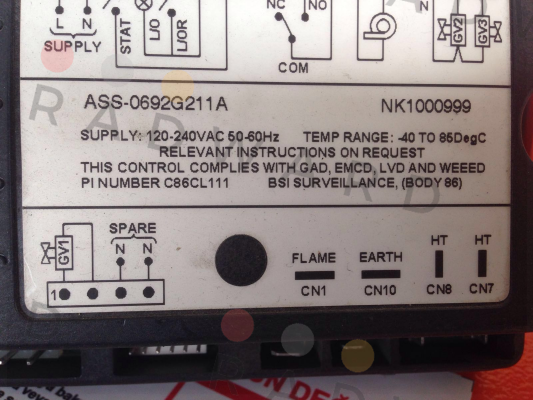 NC NO
L N
SUPPLY
STAT
L/O
L/OR
COM
N
GV2
GV3
ASS-0692G211A NK1000999
SUPPLY: 120-240VAC 50-60Hz TEMP RANGE: -40 TO 85DegC
RELEVANT INSTRUCTIONS ON REQUEST
THIS CONTROL COMPLIES WITH GAD, EMCD, LVD AND WEEED
PI NUMBER C86CL111 BSI SURVEILLANCE, (BODY 86)
GV1
SPARE
N N
1
FLAME
CN1
EARTH
CN10
HT
CN8
HT
CN7
RADWARD